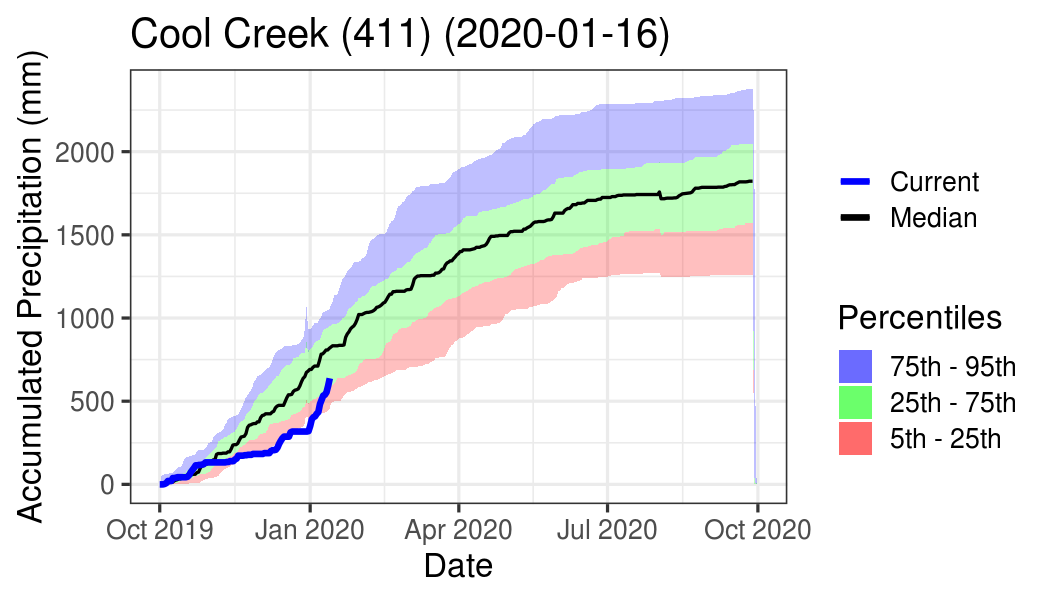 Cool Creek (411) (2020-01-16)
Accumulated Precipitation (mm)
2000
1500
1000
500
0
Oct 2019 Jan 2020 Apr 2020 Jul 2020 Oct 2020
Date
Current
Median
Percentiles
75th - 95th
25th - 75th
5th - 25th